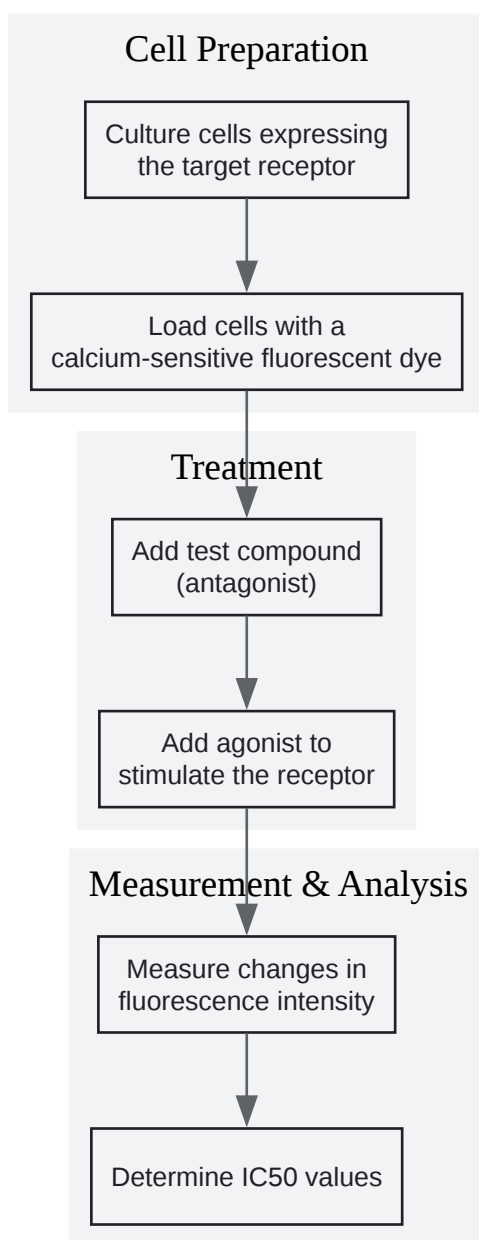 Cell Preparation
Culture cells expressing
the target receptor
Load cells with a
calcium-sensitive fluorescent dye
Treatment
Add test compound
(antagonist)
Add agonist to
stimulate the receptor
Measurement & Analysis
Measure changes in
fluorescence intensity
Determine IC50 values